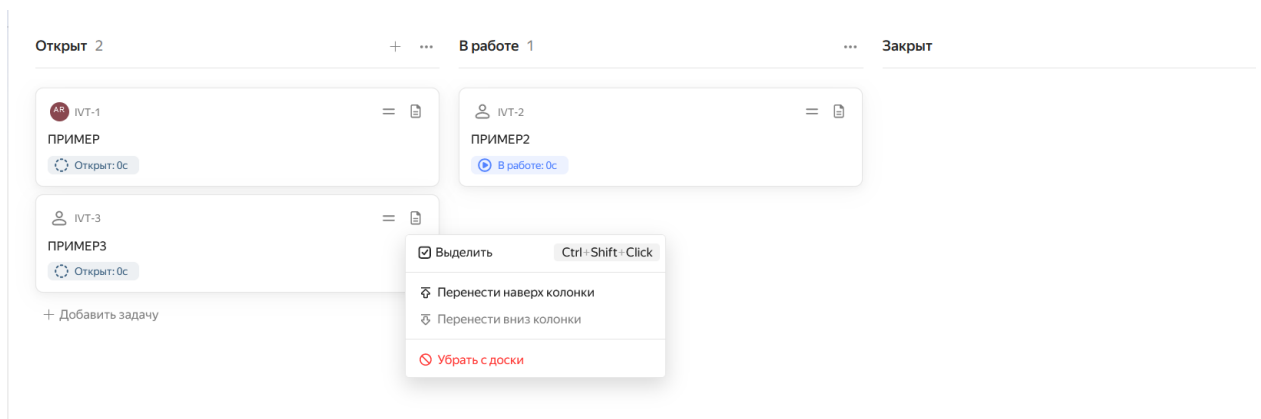 Открыт 2
В работе 1
Закрыт
AR IVT-1
ПРИМЕР
Открыт: 0с
IVT-2
ПРИМЕР2
В работе: 0с
IVT-3
ПРИМЕР3
Открыт: 0с
+ Добавить задачу
Выделить Ctrl+Shift+Click
Перенести наверх колонки
Перенести вниз колонки
Убрать с доски